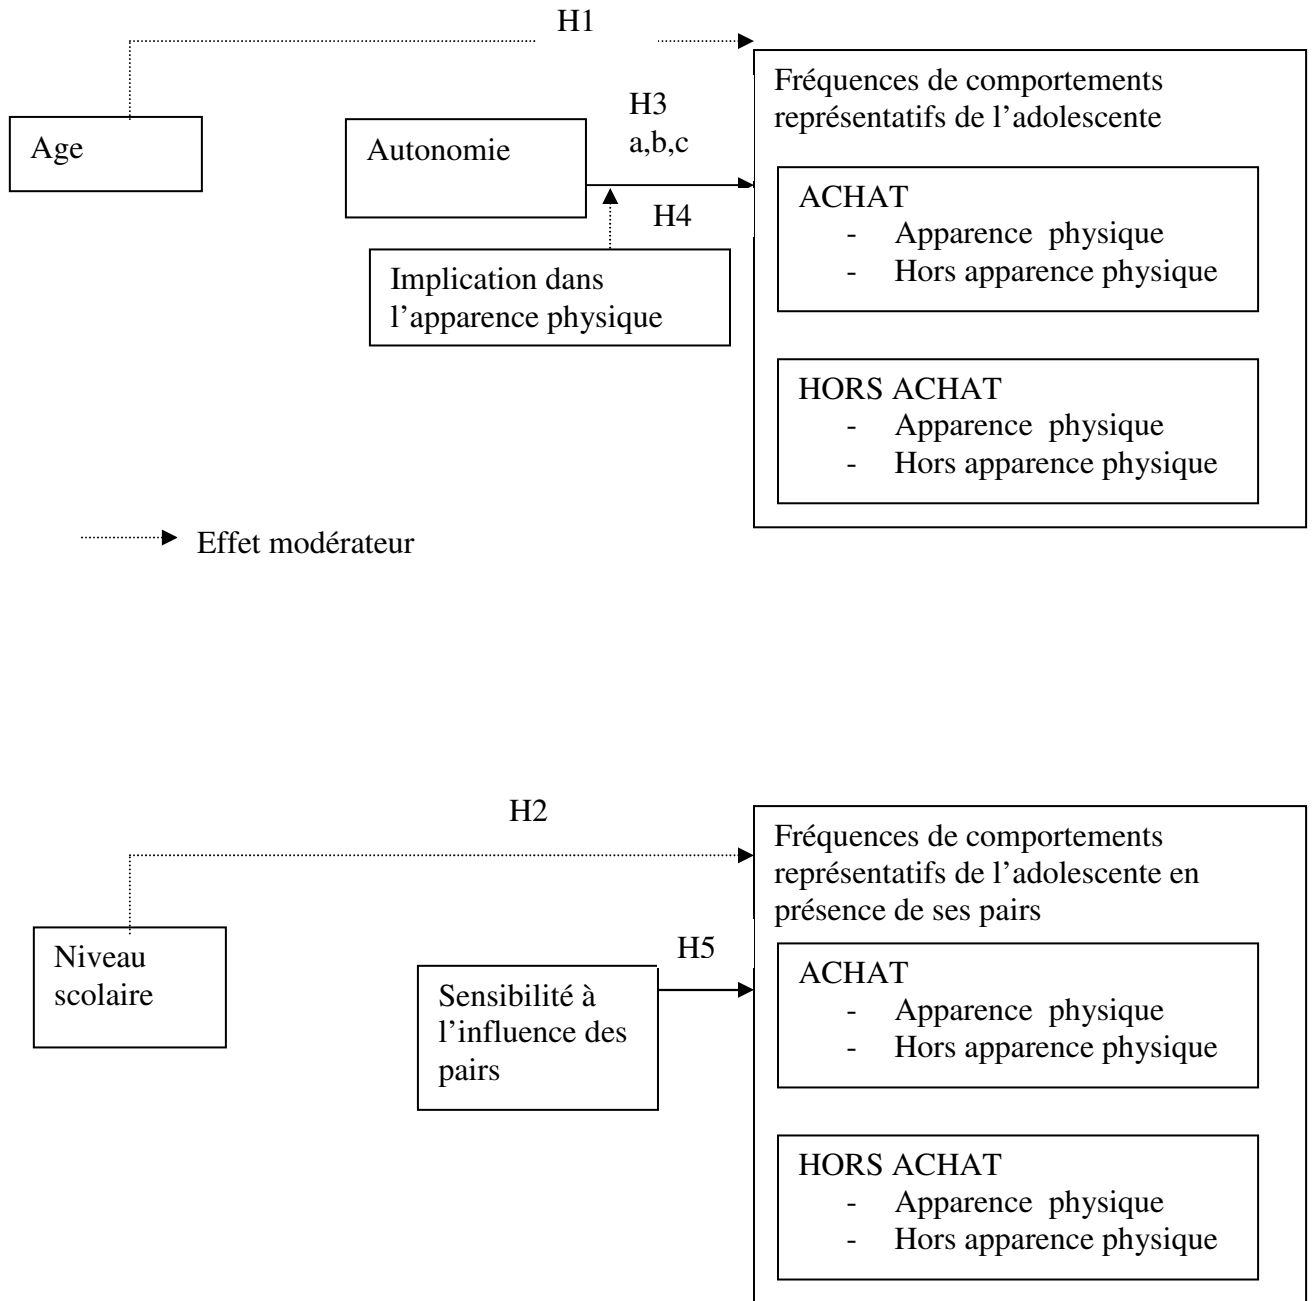 H1
Age
Autonomie
H3
a,b,c
H4
Implication dans
l’apparence physique
Fréquences de comportements
représentatifs de l’adolescente
ACHAT
- Apparence physique
- Hors apparence physique
HORS ACHAT
- Apparence physique
- Hors apparence physique
Effet modérateur
H2
Niveau
scolaire
Sensibilité à
l’influence des
pairs
H5
Fréquences de comportements
représentatifs de l’adolescente en
présence de ses pairs
ACHAT
- Apparence physique
- Hors apparence physique
HORS ACHAT
- Apparence physique
- Hors apparence physique